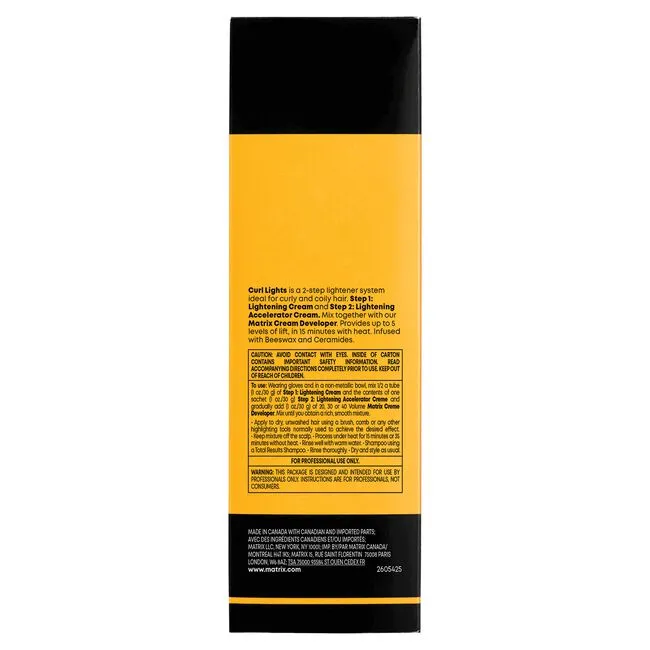 Curl Lights is a 2-step lightener system
ideal for curly and coily hair. Step 1:
Lightening Cream and Step 2: Lightening
Accelerator Cream. Mix together with our
Matrix Cream Developer. Provides up to 5
levels of lift, in 15 minutes with heat. Infused
with Beeswax and Ceramides.
CAUTION: AVOID CONTACT WITH EYES. INSIDE OF CARTON
CONTAINS IMPORTANT SAFETY INFORMATION. READ
ACCOMPANYING DIRECTIONS COMPLETELY PRIOR TO USE. KEEP OUT
OF REACH OF CHILDREN.
To use: Wearing gloves and in a non-metallic bowl, mix 1/2 a tube
(1 oz/30 g) of Step 1: Lightening Cream and the contents of one
sachet (1 oz/30 g) Step 2: Lightening Accelerator Creme and
gradually add (1 oz/30 g) of 20, 30 or 40 Volume Matrix Creme
Developer. Mix until you obtain a rich, smooth mixture.
• Apply to dry, unwashed hair using a brush, comb or any other
highlighting tools normally used to achieve the desired effect.
• Keep mixture off the scalp. • Process under heat for 15 minutes or 35
minutes without heat. • Rinse well with warm water. • Shampoo using
a Total Results Shampoo. • Rinse thoroughly. • Dry and style as usual.
FOR PROFESSIONAL USE ONLY.
WARNING: THIS PACKAGE IS DESIGNED AND INTENDED FOR USE BY
PROFESSIONALS ONLY. INSTRUCTIONS ARE FOR PROFESSIONALS, NOT
CONSUMERS.
MADE IN CANADA WITH CANADIAN AND IMPORTED PARTS;
AVEC DES INGRÉDIENTS CANADIENS ET/OU IMPORTÉS;
MATRIX LLC, NEW YORK, NY 10001; IMP. BY/PAR MATRIX CANADA/
MONTREAL H4T 1K5; MATRIX 15, RUE SAINT FLORENTIN 75008 PARIS
LONDON, W6 8AZ; TSA 75000 93584 ST OUEN CEDEX FR
www.matrix.com 2605425